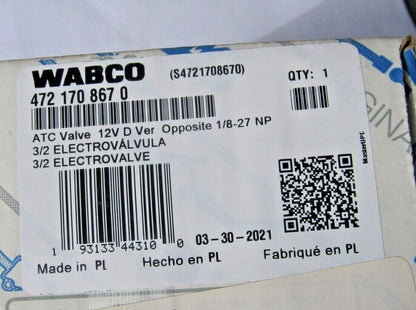 WABCO (S4721708670) QTY: 1
472 170 867 0
ATC Valve 12V D Ver Opposite 1/8-27 NP
3/2 ELECTROVÁLVULA
3/2 ELECTROVALVE
MasterUPC
1 93133 44310 0
03-30-2021
Made in PL Hecho en PL Fabriqué en PL